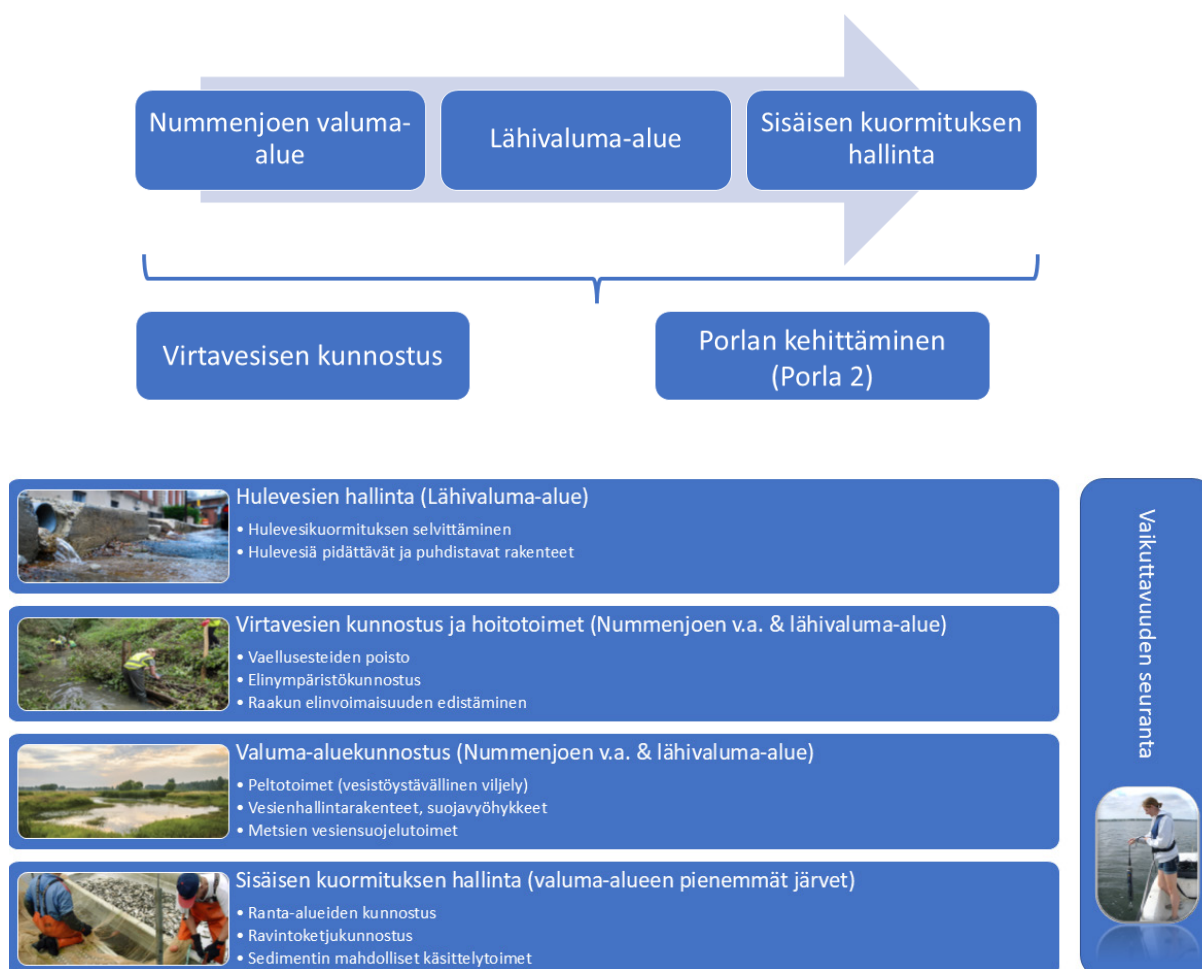 Nummenjoen valuma-
alue
Lähivaluma-alue
Sisäisen kuormituksen
hallinta
Virtavesisen kunnostus
Porlan kehittäminen
(Porla 2)
Hulevesien hallinta (Lähivaluma-alue)
• Hulevesikuormituksen selvittäminen
• Hulevesiä pidättävät ja puhdistavat rakenteet
Virtavesien kunnostus ja hoitotoimet (Nummenjoen v.a. & lähivaluma-alue)
• Vaellusesteiden poisto
• Elinympäristökunnostus
• Raakun elinvoimaisuuden edistäminen
Valuma-aluekunnostus (Nummenjoen v.a. & lähivaluma-alue)
• Peltotoimet (vesistöystävällinen viljely)
• Vesienhallintarakenteet, suojavyöhykkeet
• Metsien vesiensuojelutoimet
Sisäisen kuormituksen hallinta (valuma-alueen pienemmät järvet)
• Ranta-alueiden kunnostus
• Ravintoketjukunnostus
• Sedimentin mahdolliset käsittelytoimet
Vaikuttavuuden seuranta